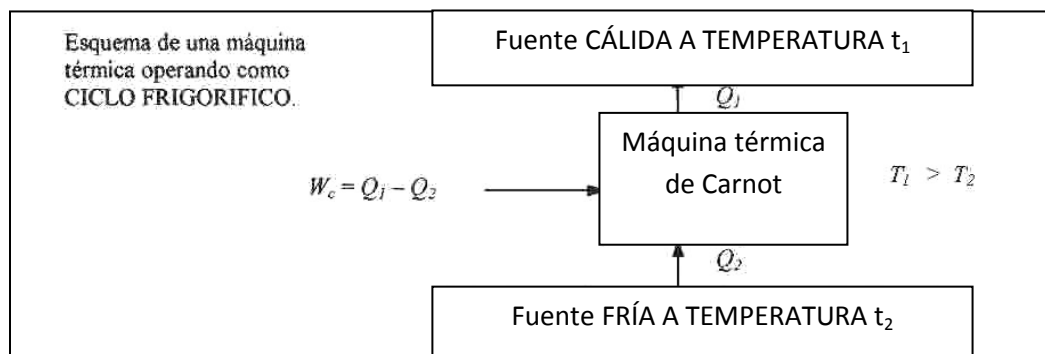 Esquema de una máquina
térmica operando como
CICLO FRIGORIFICO.
Fuente CÁLIDA A TEMPERATURA t₁
Q₁
Máquina térmica
de Carnot
W꜀ = Q₁ – Q₂
T₁ > T₂
Q₂
Fuente FRÍA A TEMPERATURA t₂